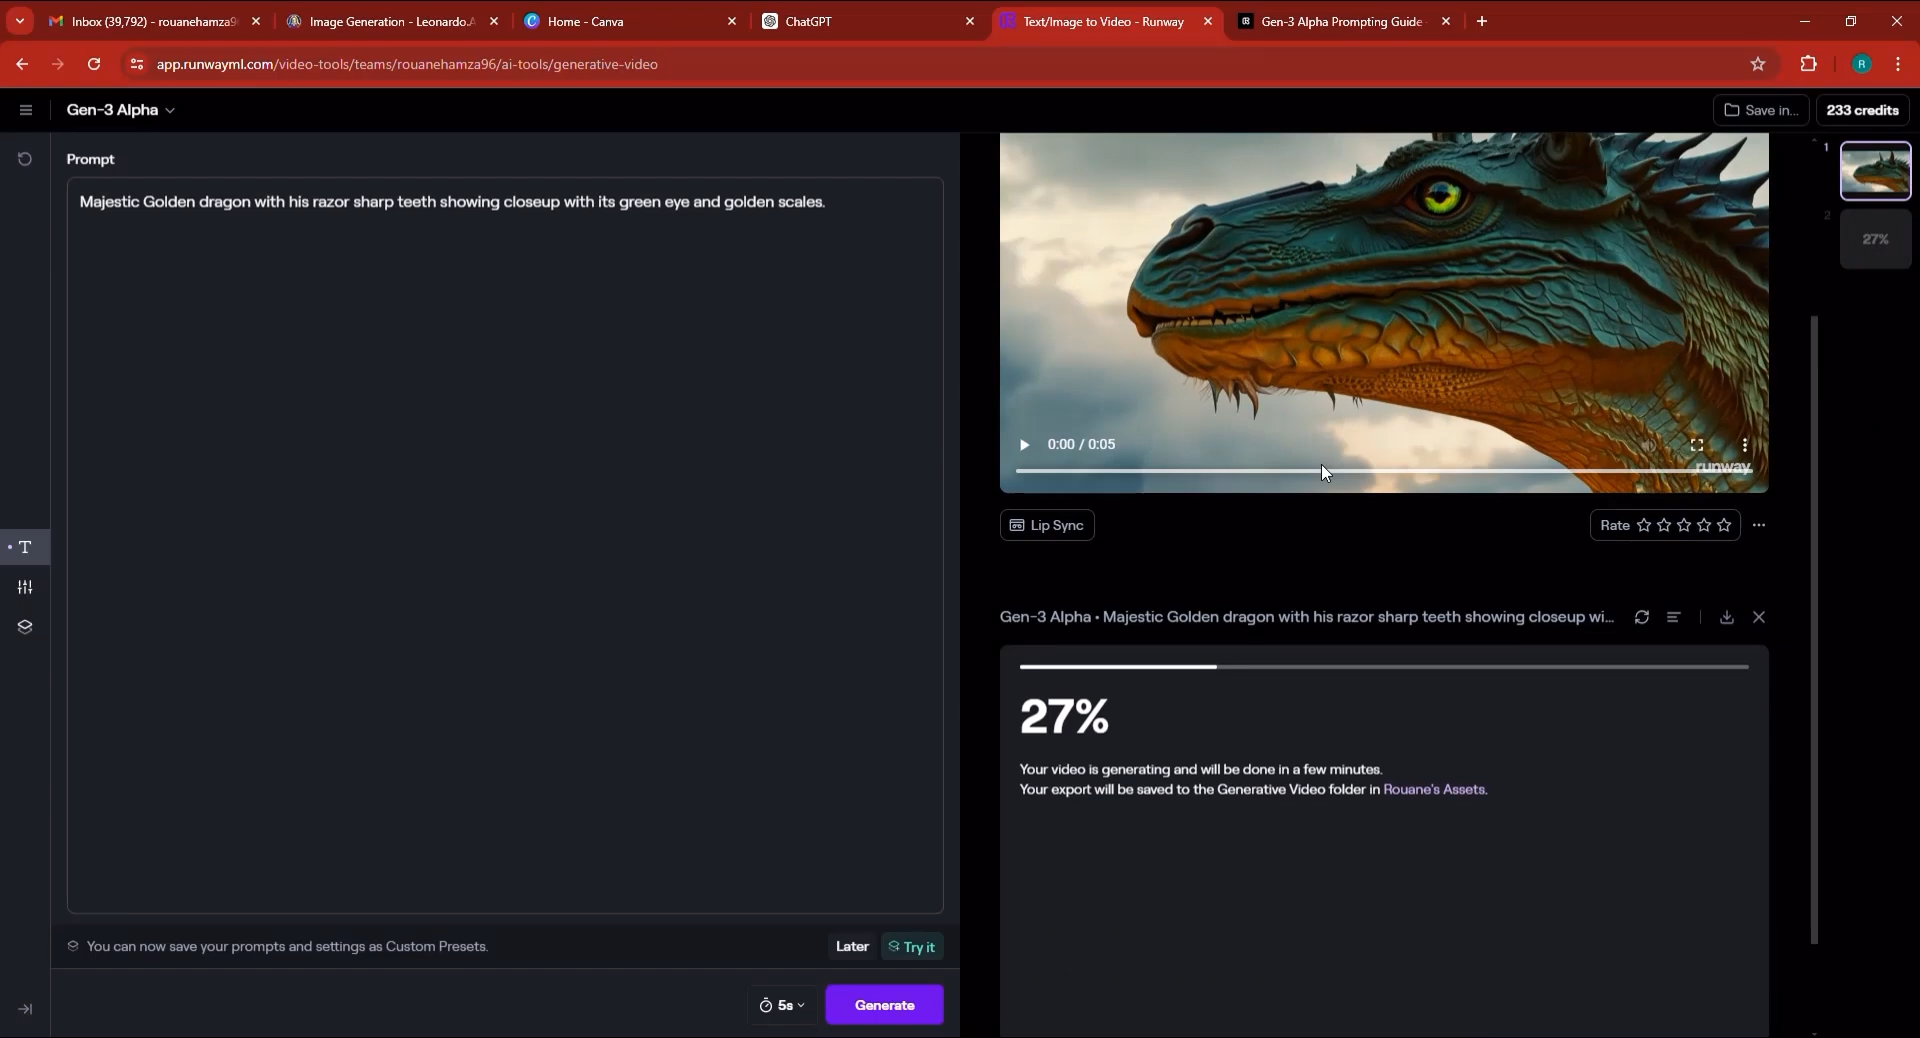 Inbox (39,792) - rouanehamza9
Image Generation - Leonardo.A
Home - Canva
ChatGPT
Text/Image to Video - Runway
Gen-3 Alpha Prompting Guide
app.runwayml.com/video-tools/teams/rouanehamza96/ai-tools/generative-video
R
Gen-3 Alpha
Save in...
233 credits
Prompt
Majestic Golden dragon with his razor sharp teeth showing closeup with its green eye and golden scales.
1
2
27%
0:00 / 0:05
runway
Lip Sync
Rate
Gen-3 Alpha • Majestic Golden dragon with his razor sharp teeth showing closeup wi...
27%
Your video is generating and will be done in a few minutes.
Your export will be saved to the Generative Video folder in Rouane's Assets.
You can now save your prompts and settings as Custom Presets.
Later
Try it
5s
Generate